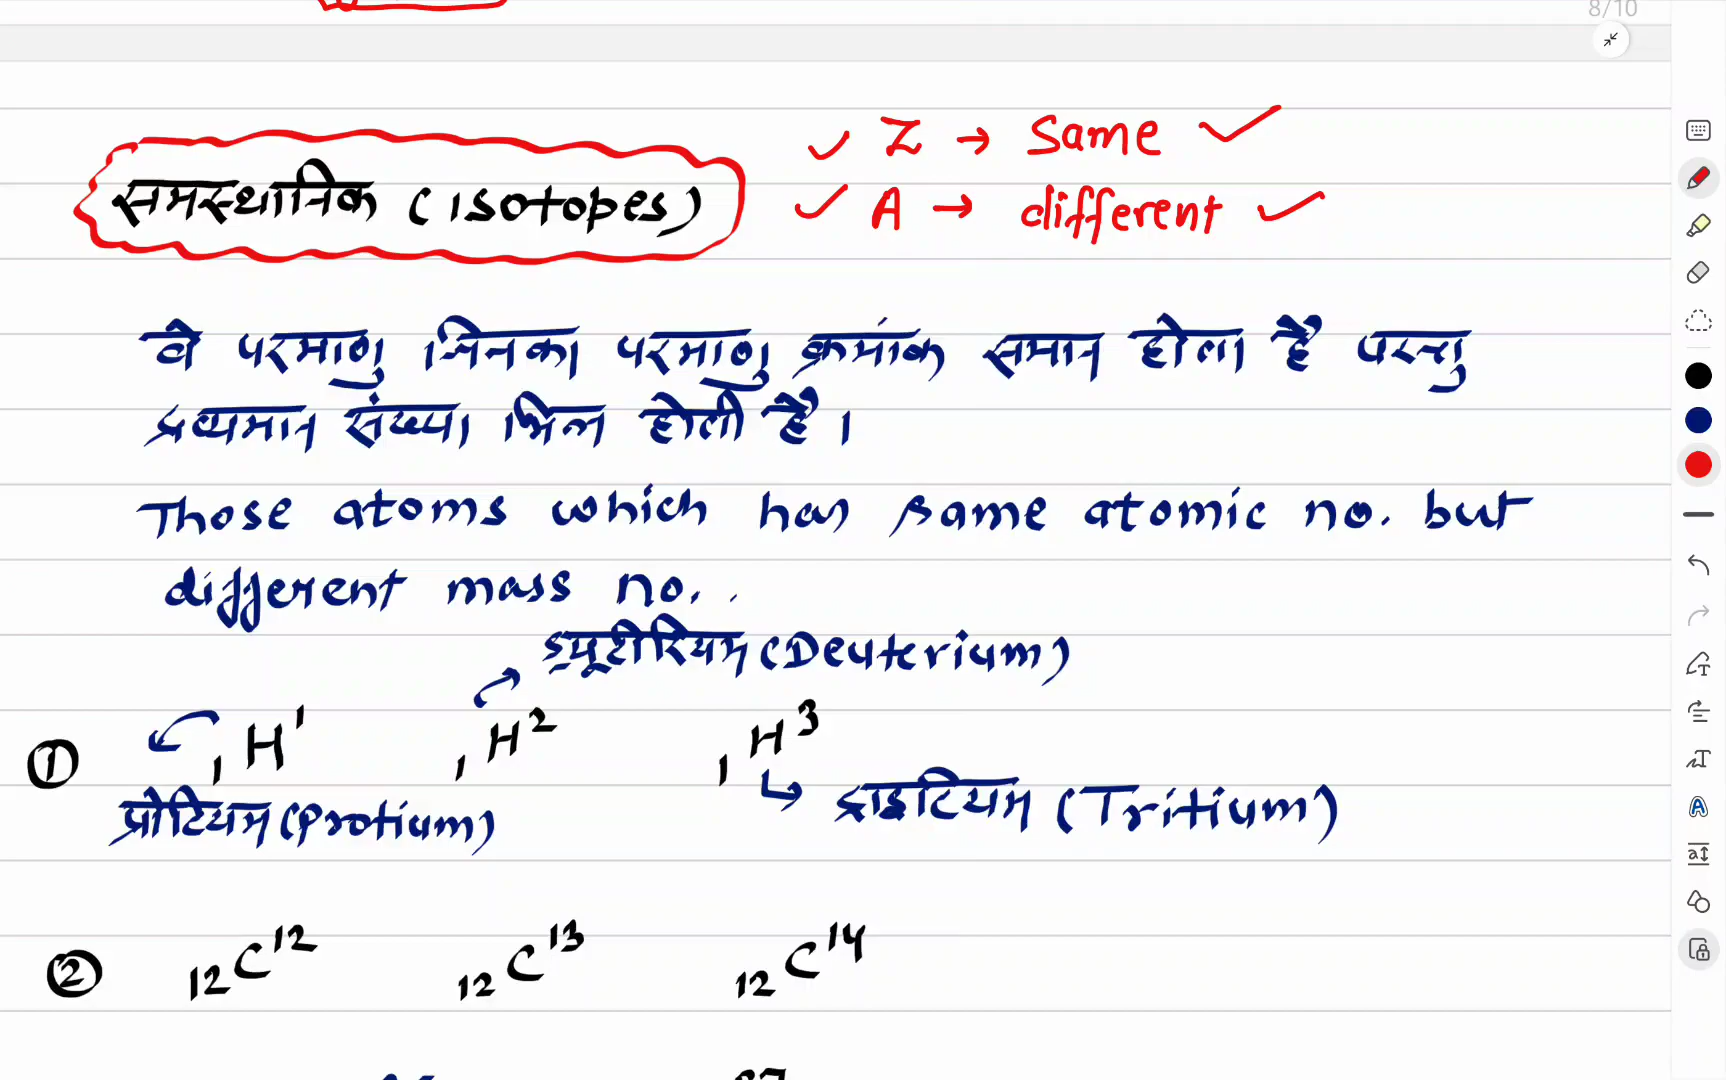 8/10
✓ Z → Same ✓
समस्थानिक (Isotopes)
✓ A → different ✓
वे परमाणु जिनका परमाणु क्रमांक समान होता है परन्तु
द्रव्यमान संख्या भिन्न होती है।
Those atoms which has same atomic no. but
different mass no..
ड्यूटीरियम (Deuterium)
① ₁H¹ ₁H² ₁H³
प्रोटियम (Protium)
ट्राइटियम (Tritium)
② ₁₂C¹² ₁₂C¹³ ₁₂C¹⁴